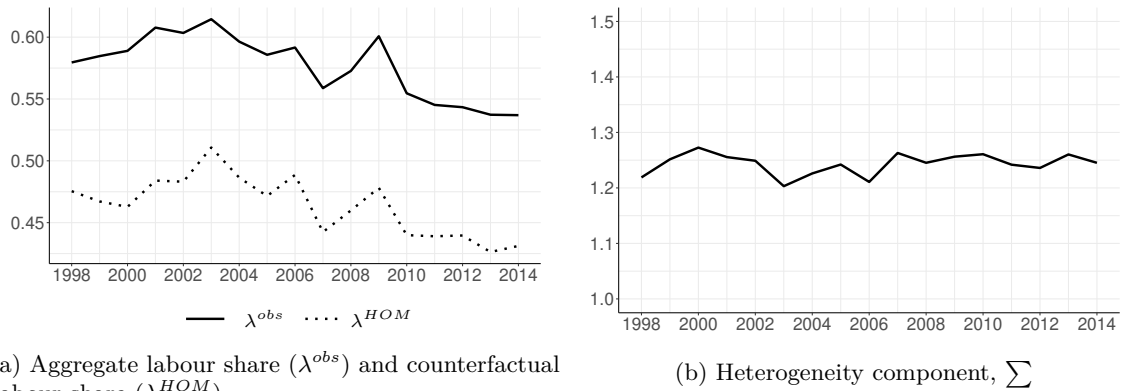 0.60
0.55
0.50
0.45
1998 2000 2002 2004 2006 2008 2010 2012 2014
λ^{obs} λ^{HOM}
a) Aggregate labour share (λ^{obs}) and counterfactual
share (λ^{HOM})
1.5
1.4
1.3
1.2
1.1
1.0
1998 2000 2002 2004 2006 2008 2010 2012 2014
(b) Heterogeneity component, ∑